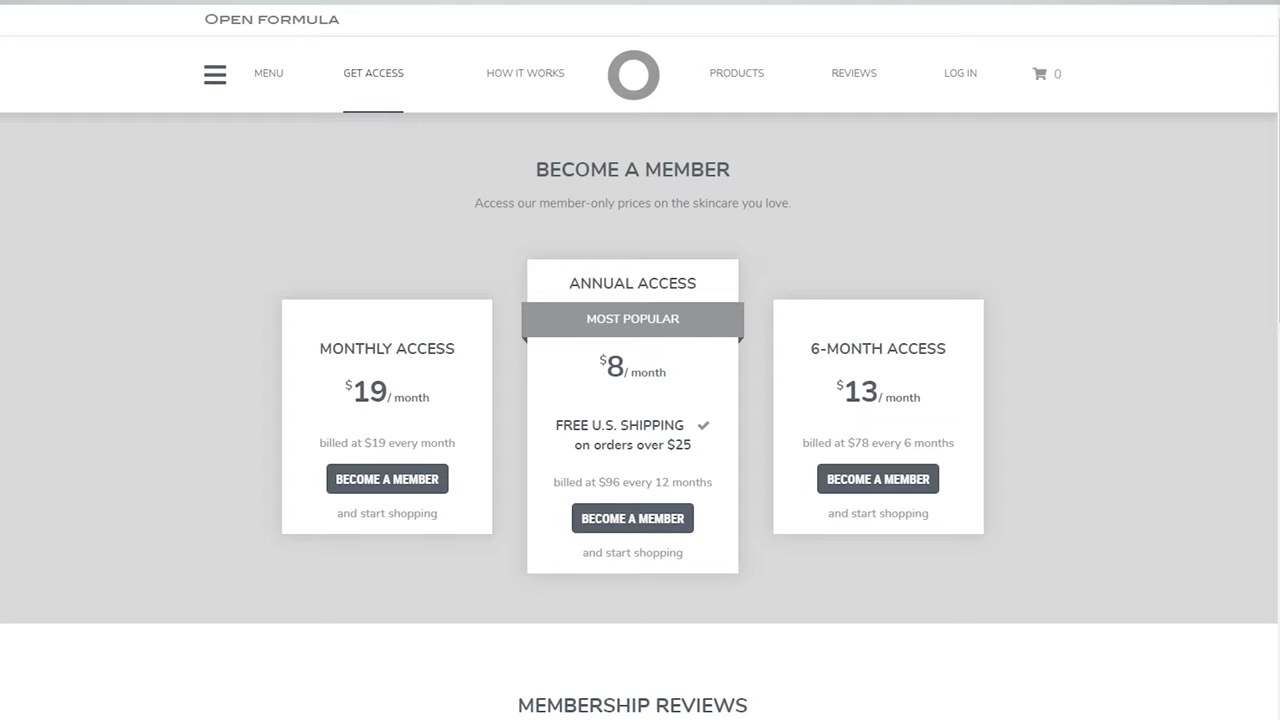 OPEN FORMULA
MENU
GET ACCESS
HOW IT WORKS
PRODUCTS
REVIEWS
LOG IN
0
BECOME A MEMBER
Access our member-only prices on the skincare you love.
MONTHLY ACCESS
$19/ month
billed at $19 every month
BECOME A MEMBER
and start shopping
ANNUAL ACCESS
MOST POPULAR
$8/ month
FREE U.S. SHIPPING
on orders over $25
billed at $96 every 12 months
BECOME A MEMBER
and start shopping
6-MONTH ACCESS
$13/ month
billed at $78 every 6 months
BECOME A MEMBER
and start shopping
MEMBERSHIP REVIEWS